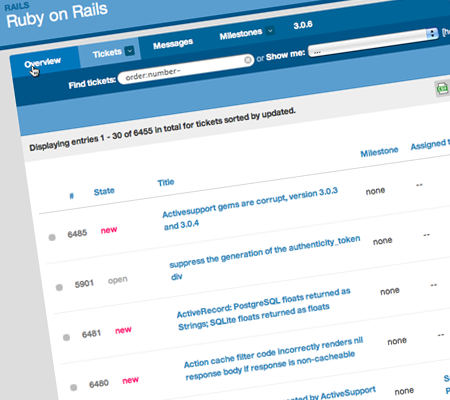 RAILS
Ruby on Rails
Overview Tickets Messages Milestones 3.0.6
Find tickets: order:number~ or Show me: ...
Displaying entries 1 - 30 of 6455 in total for tickets sorted by updated.
# State Title Milestone Assigned
6485 new Activesupport gems are corrupt, version 3.0.3 none --
and 3.0.4
5901 open suppress the generation of the authenticity_token none --
div
6481 new ActiveRecord: PostgreSQL floats returned as none --
Strings; SQLite floats returned as floats
6480 new Action cache filter code incorrectly renders nil none --
response body if response is non-cacheable
by ActiveSupport none